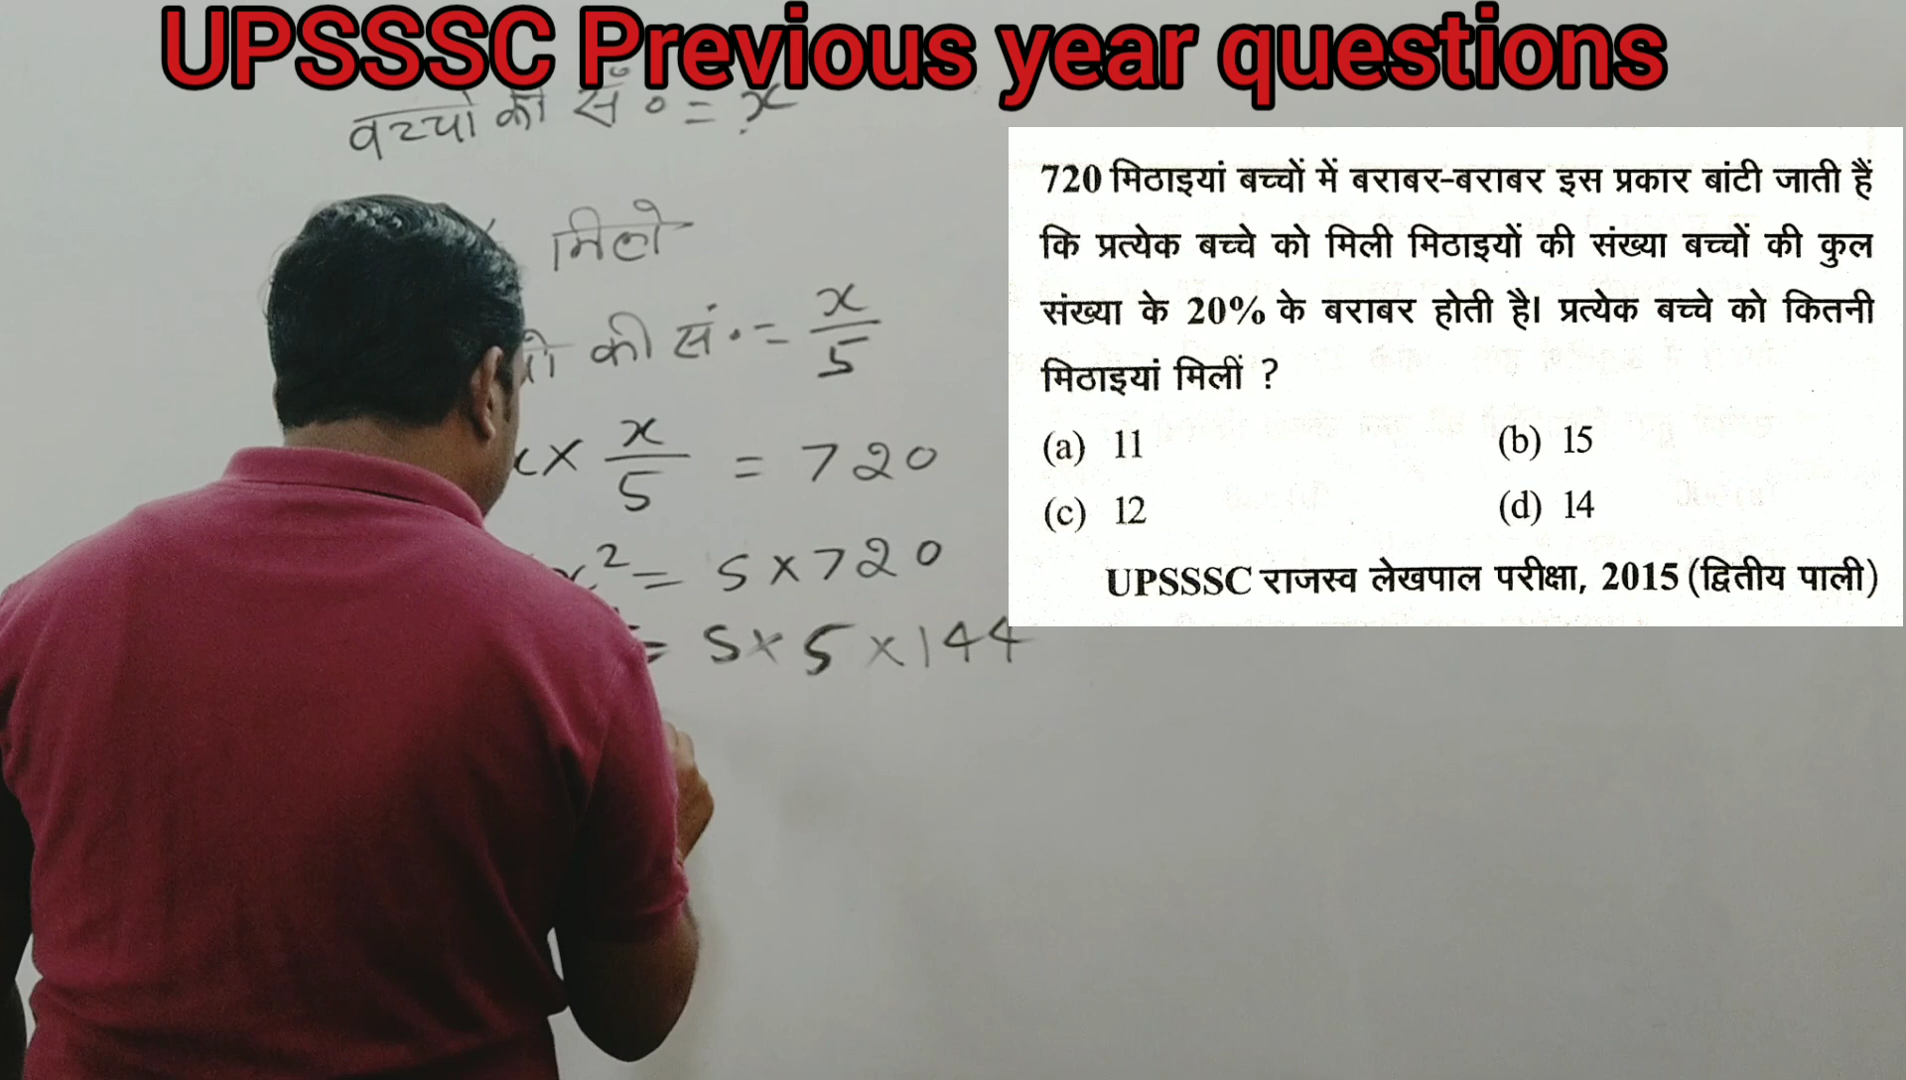 UPSSSC Previous year questions
बच्चो की सं० = x
मिले
की सं० = x/5
x × x/5 = 720
x² = 5×720
= 5×5×144
720 मिठाइयां बच्चों में बराबर-बराबर इस प्रकार बांटी जाती हैं
कि प्रत्येक बच्चे को मिली मिठाइयों की संख्या बच्चों की कुल
संख्या के 20% के बराबर होती है। प्रत्येक बच्चे को कितनी
मिठाइयां मिलीं ?
(a) 11 (b) 15
(c) 12 (d) 14
UPSSSC राजस्व लेखपाल परीक्षा, 2015 (द्वितीय पाली)